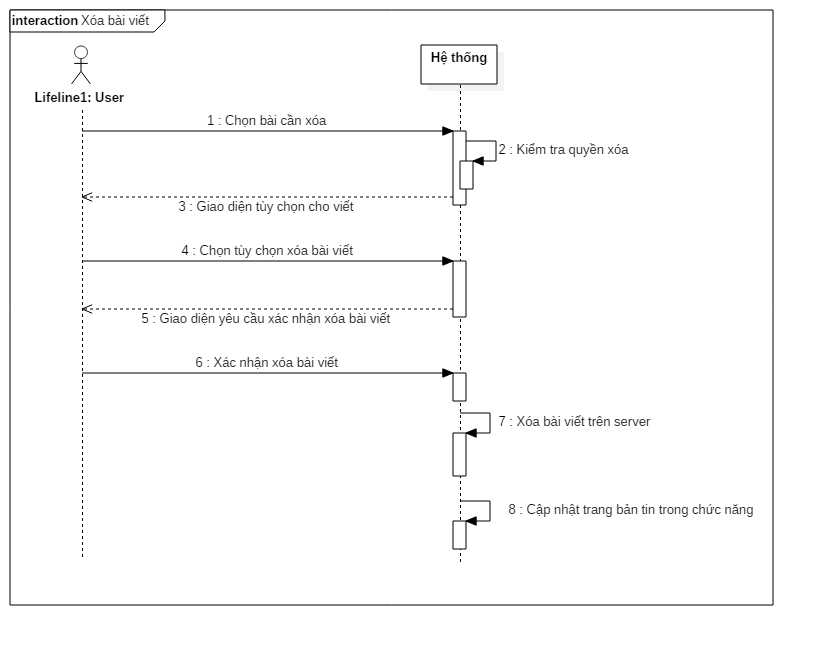 interaction Xóa bài viết
Hệ thống
Lifeline1: User
1 : Chọn bài cần xóa
2 : Kiểm tra quyền xóa
3 : Giao diện tùy chọn cho viết
4 : Chọn tùy chọn xóa bài viết
5 : Giao diện yêu cầu xác nhận xóa bài viết
6 : Xác nhận xóa bài viết
7 : Xóa bài viết trên server
8 : Cập nhật trang bản tin trong chức năng